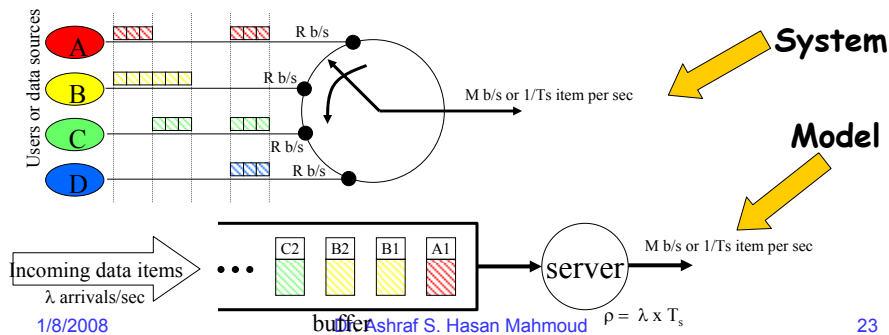 System
A
R b/s
B
R b/s
M b/s or 1/Ts item per sec
C
R b/s
D
R b/s
Users or data sources
Model
Incoming data items
λ arrivals/sec
•••
C2
B2
B1
A1
buffer
server
M b/s or 1/Ts item per sec
ρ = λ x Ts
1/8/2008
Dr. Ashraf S. Hasan Mahmoud
23